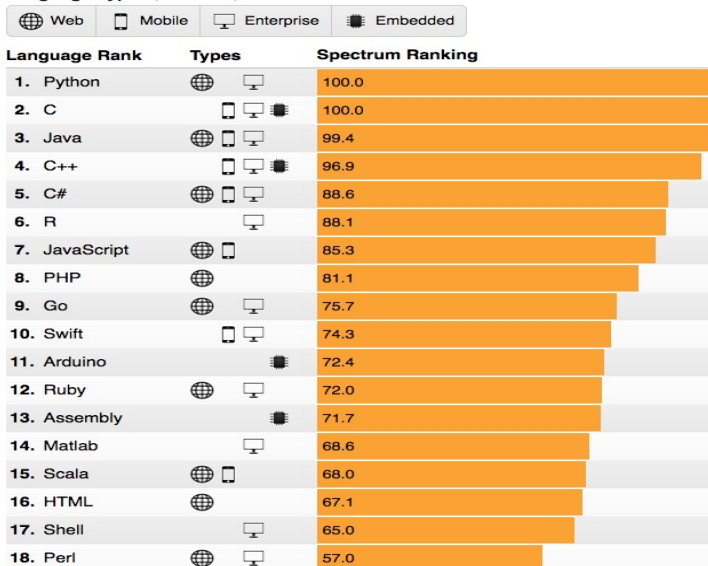 Web Mobile Enterprise Embedded
Language Rank Types Spectrum Ranking
1. Python 100.0
2. C 100.0
3. Java 99.4
4. C++ 96.9
5. C# 88.6
6. R 88.1
7. JavaScript 85.3
8. PHP 81.1
9. Go 75.7
10. Swift 74.3
11. Arduino 72.4
12. Ruby 72.0
13. Assembly 71.7
14. Matlab 68.6
15. Scala 68.0
16. HTML 67.1
17. Shell 65.0
18. Perl 57.0